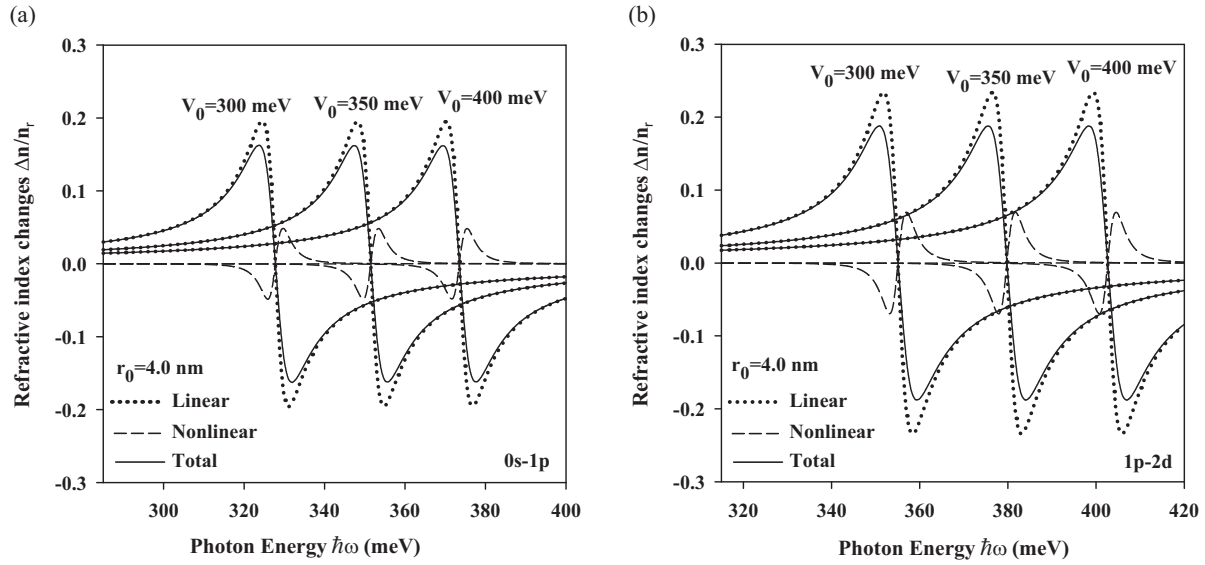 (a)
0.3
0.2
0.1
0.0
-0.1
-0.2
-0.3
Refractive index changes Δn/nᵣ
V₀=300 meV
V₀=350 meV
V₀=400 meV
r₀=4.0 nm
Linear
Nonlinear
Total
0s-1p
300 320 340 360 380 400
Photon Energy ℏω (meV)
(b)
0.3
0.2
0.1
0.0
-0.1
-0.2
-0.3
Refractive index changes Δn/nᵣ
V₀=300 meV
V₀=350 meV
V₀=400 meV
r₀=4.0 nm
Linear
Nonlinear
Total
1p-2d
320 340 360 380 400 420
Photon Energy ℏω (meV)